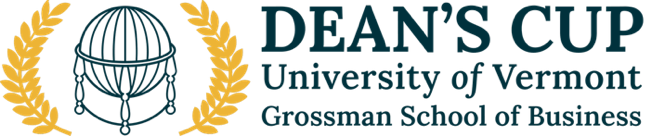 DEAN'S CUP
University of Vermont
Grossman School of Business